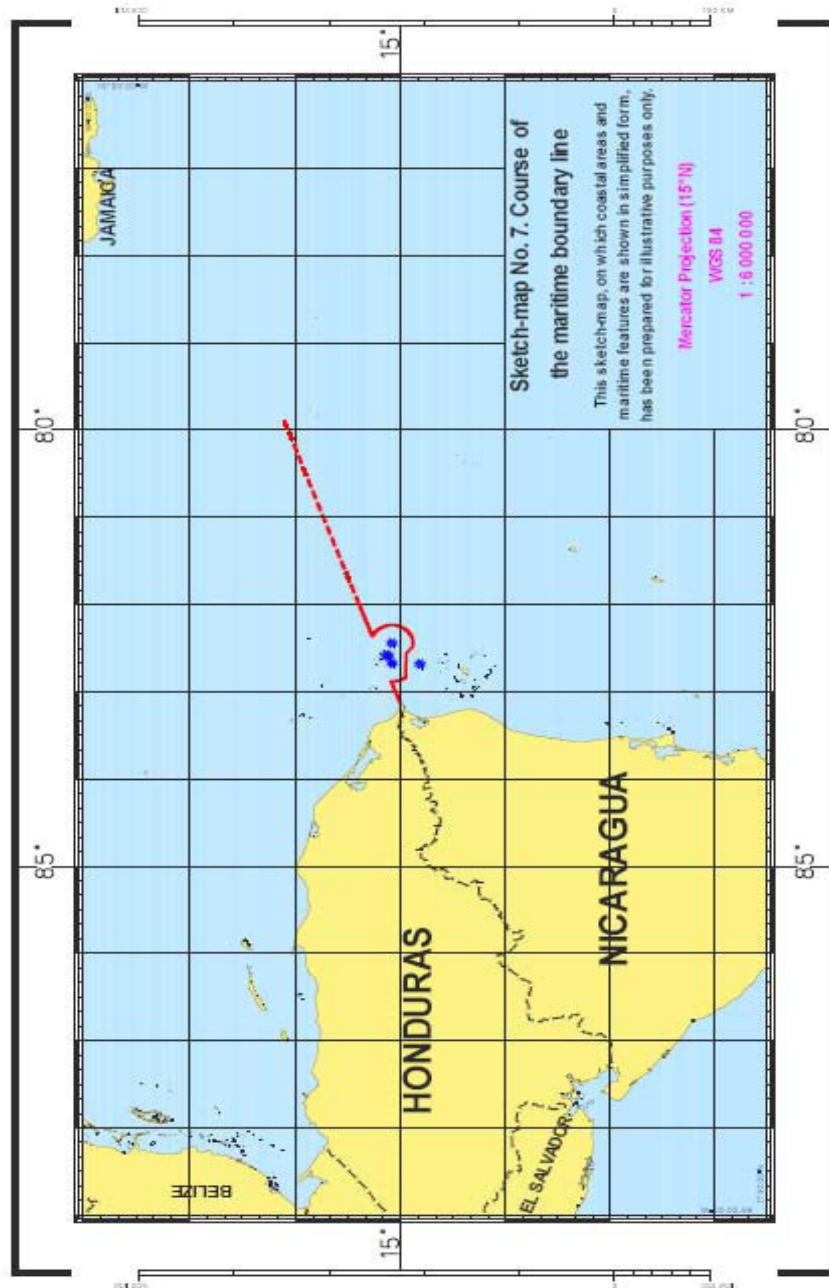 15°
80°
85°
15°
80°
85°
JAMAICA
Sketch-map No. 7. Course of
the maritime boundary line
This sketch-map, on which coastal areas and
maritime features are shown in simplified form,
has been prepared for illustrative purposes only.
Mercator Projection (15°N)
WGS 84
1 : 6 000 000
HONDURAS
NICARAGUA
EL SALVADOR
BELIZE